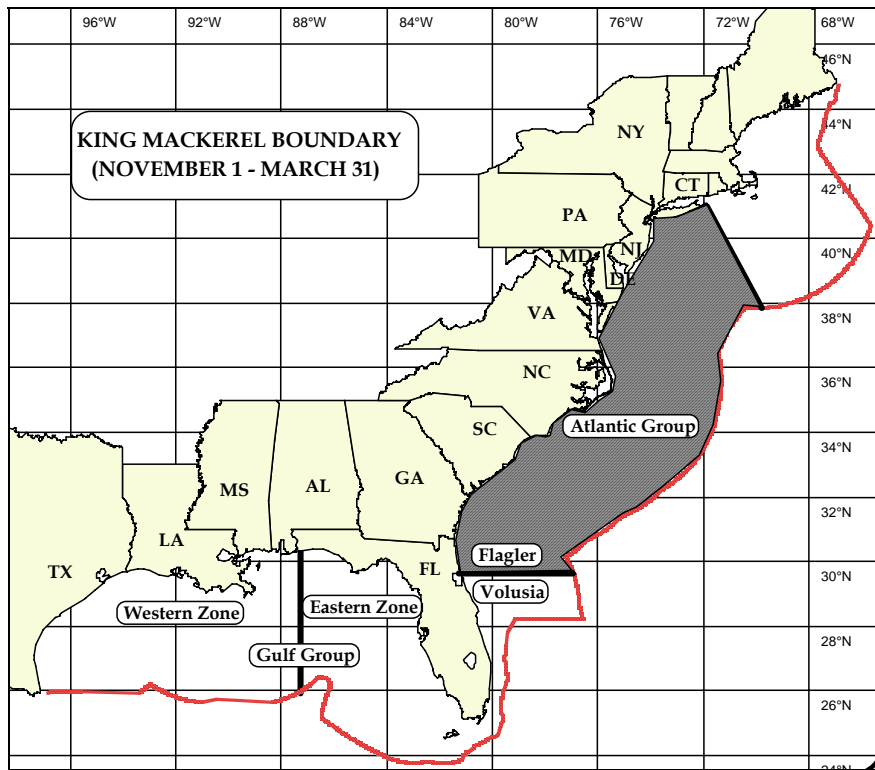 96°W 92°W 88°W 84°W 80°W 76°W 72°W 68°W
46°N
44°N
KING MACKEREL BOUNDARY
(NOVEMBER 1 - MARCH 31)
NY
42°N
CT
PA
40°N
NJ
MD
DE
38°N
VA
36°N
NC
Atlantic Group
34°N
SC
GA
MS
AL
32°N
LA
Flagler
30°N
TX
FL
Volusia
Western Zone
Eastern Zone
28°N
Gulf Group
26°N
24°N